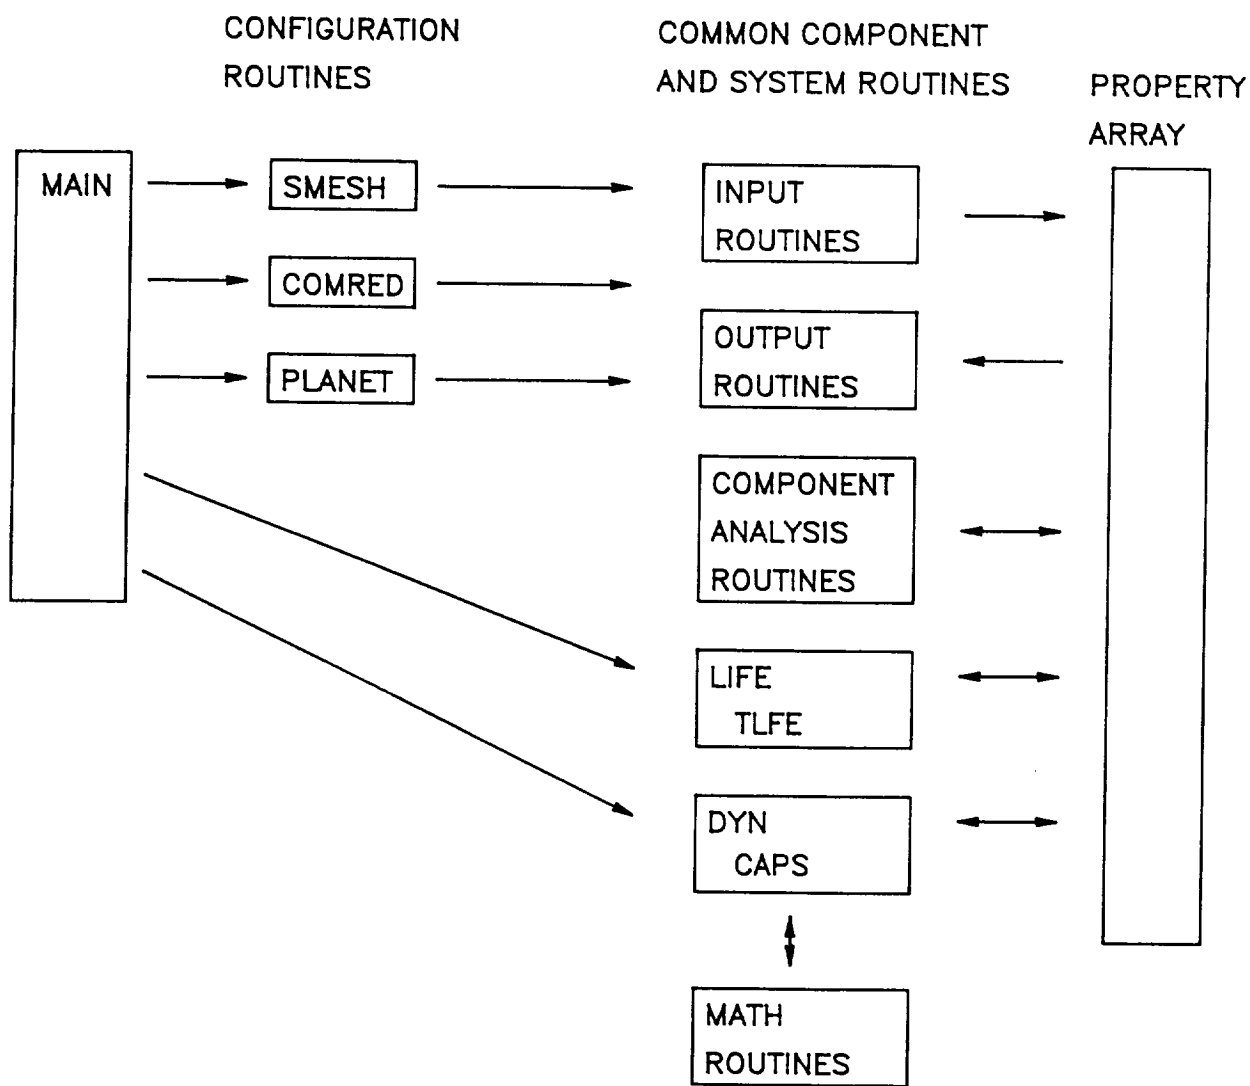 CONFIGURATION
ROUTINES
COMMON COMPONENT
AND SYSTEM ROUTINES
PROPERTY
ARRAY
MAIN
SMESH
COMRED
PLANET
INPUT
ROUTINES
OUTPUT
ROUTINES
COMPONENT
ANALYSIS
ROUTINES
LIFE
TLFE
DYN
CAPS
MATH
ROUTINES